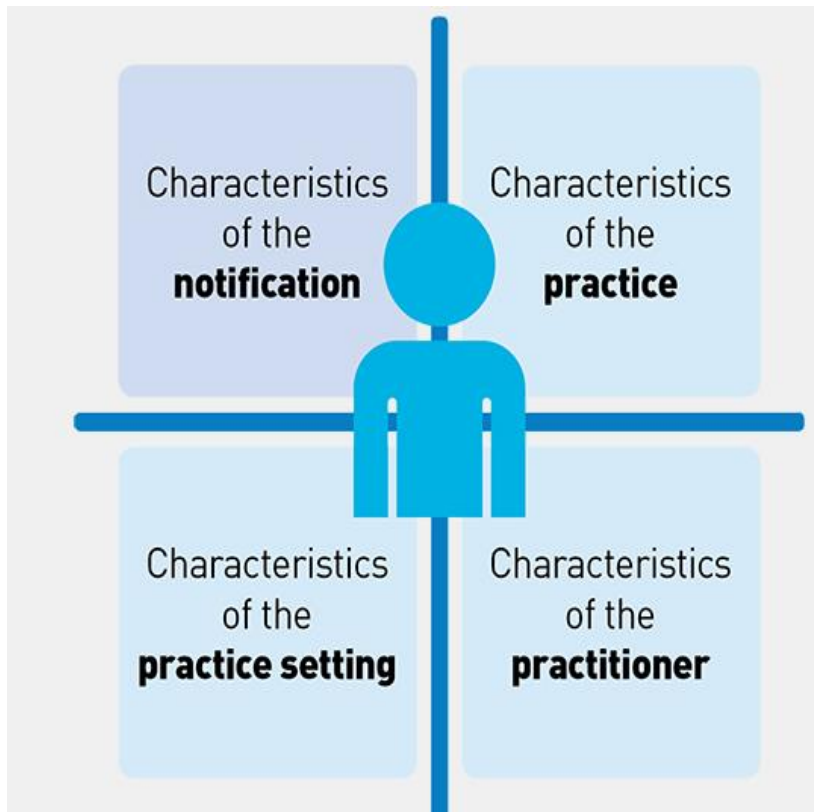 Characteristics
of the
notification
Characteristics
of the
practice
Characteristics
of the
practice setting
Characteristics
of the
practitioner